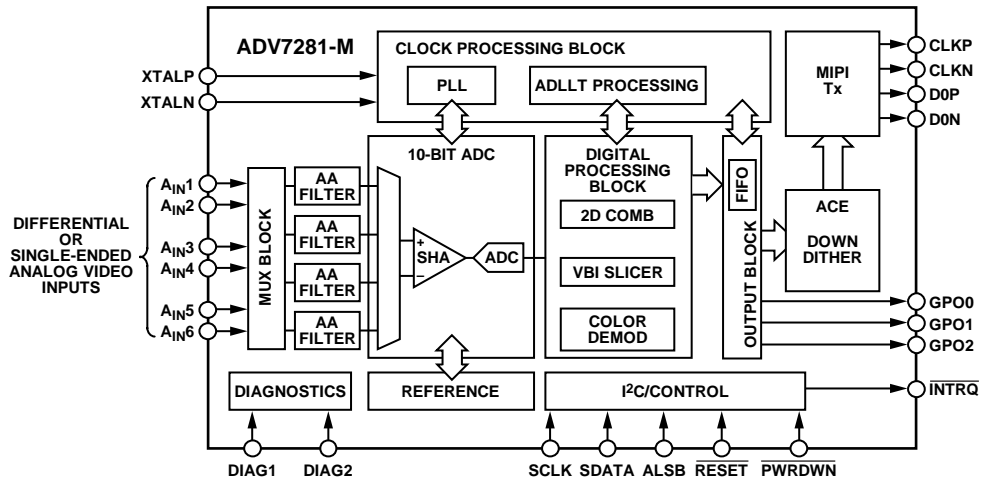 ADV7281-M
CLOCK PROCESSING BLOCK
PLL
ADLLT PROCESSING
XTALP
XTALN
MIPI
Tx
CLKP
CLKN
D0P
D0N
10-BIT ADC
DIGITAL
PROCESSING
BLOCK
2D COMB
VBI SLICER
COLOR
DEMOD
FIFO
OUTPUT BLOCK
ACE
DOWN
DITHER
DIFFERENTIAL
OR
SINGLE-ENDED
ANALOG VIDEO
INPUTS
AIN1
AIN2
AIN3
AIN4
AIN5
AIN6
MUX BLOCK
AA
FILTER
AA
FILTER
AA
FILTER
AA
FILTER
+
SHA
–
ADC
GPO0
GPO1
GPO2
DIAGNOSTICS
REFERENCE
I2C/CONTROL
INTRQ
DIAG1
DIAG2
SCLK
SDATA
ALSB
RESET
PWRDWN